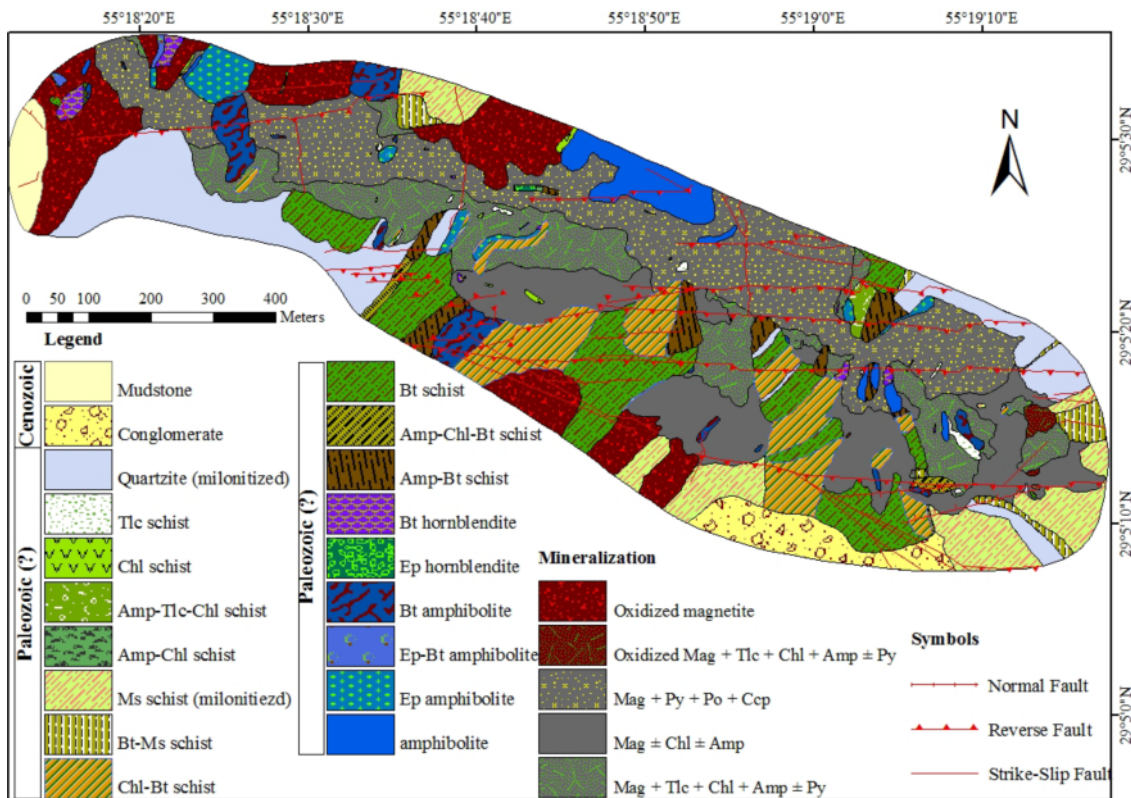 55°18'20"E 55°18'30"E 55°18'40"E 55°18'50"E 55°19'0"E 55°19'10"E
N
29°5'30"N
29°5'20"N
29°5'10"N
29°5'0"N
0 50 100 200 300 400
Meters
Legend
Cenozoic
Mudstone
Conglomerate
Paleozoic (?)
Quartzite (milonitized)
Tlc schist
Chl schist
Amp-Tlc-Chl schist
Amp-Chl schist
Ms schist (milonitiezd)
Bt-Ms schist
Chl-Bt schist
Paleozoic (?)
Bt schist
Amp-Chl-Bt schist
Amp-Bt schist
Bt hornblendite
Ep hornblendite
Bt amphibolite
Ep-Bt amphibolite
Ep amphibolite
amphibolite
Mineralization
Oxidized magnetite
Oxidized Mag + Tlc + Chl + Amp ± Py
Mag + Py + Po + Ccp
Mag ± Chl ± Amp
Mag + Tlc + Chl + Amp ± Py
Symbols
Normal Fault
Reverse Fault
Strike-Slip Fault